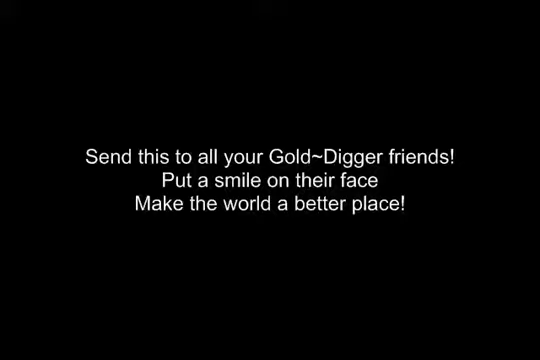 Send this to all your Gold~Digger friends!
Put a smile on their face
Make the world a better place!